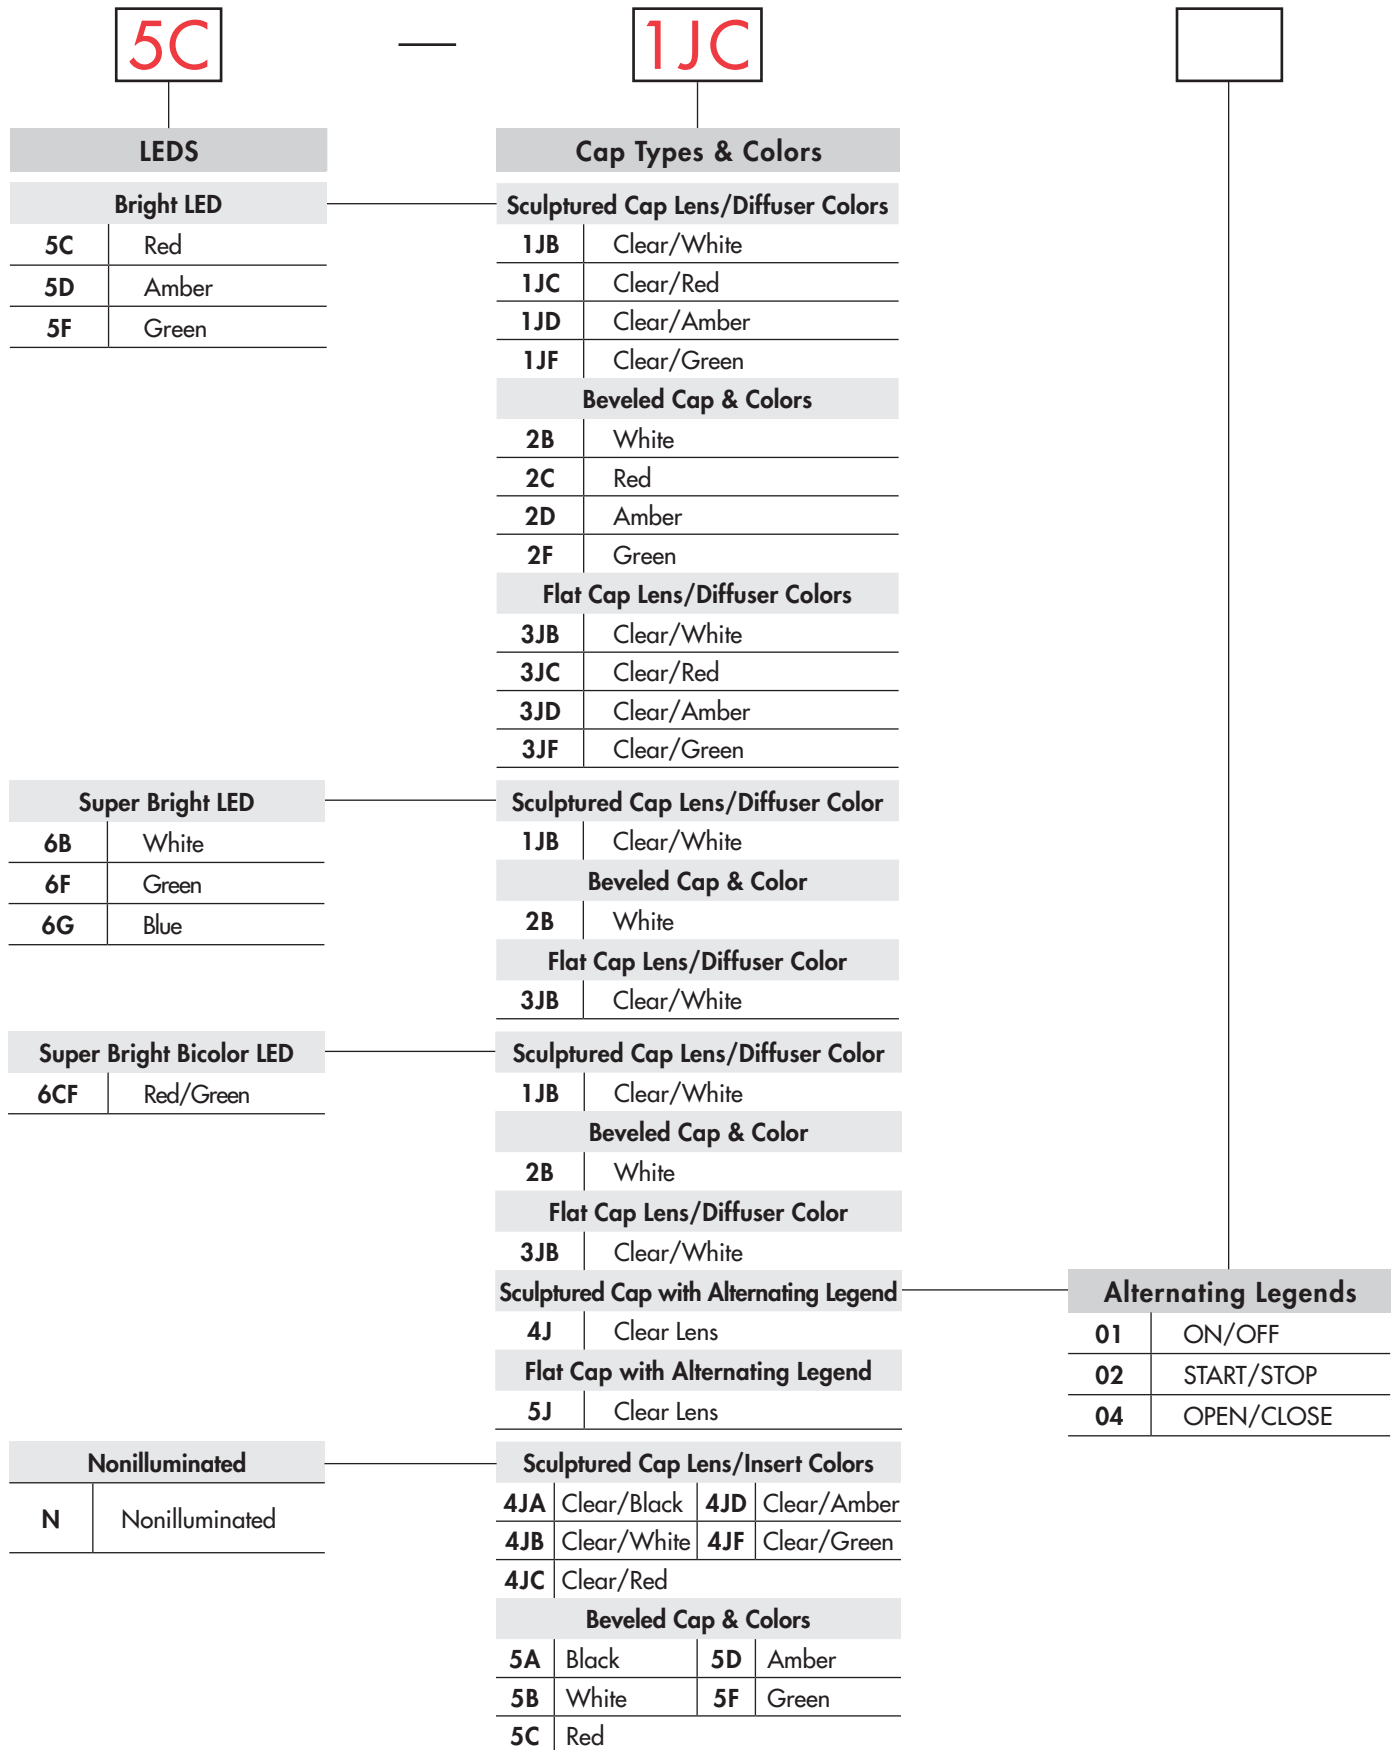 5C — 1JC
LEDS
Bright LED
5C Red
5D Amber
5F Green
Cap Types & Colors
Sculptured Cap Lens/Diffuser Colors
1JB Clear/White
1JC Clear/Red
1JD Clear/Amber
1JF Clear/Green
Beveled Cap & Colors
2B White
2C Red
2D Amber
2F Green
Flat Cap Lens/Diffuser Colors
3JB Clear/White
3JC Clear/Red
3JD Clear/Amber
3JF Clear/Green
Super Bright LED
6B White
6F Green
6G Blue
Sculptured Cap Lens/Diffuser Color
1JB Clear/White
Beveled Cap & Color
2B White
Flat Cap Lens/Diffuser Color
3JB Clear/White
Super Bright Bicolor LED
6CF Red/Green
Sculptured Cap Lens/Diffuser Color
1JB Clear/White
Beveled Cap & Color
2B White
Flat Cap Lens/Diffuser Color
3JB Clear/White
Sculptured Cap with Alternating Legend
4J Clear Lens
Flat Cap with Alternating Legend
5J Clear Lens
Alternating Legends
01 ON/OFF
02 START/STOP
04 OPEN/CLOSE
Nonilluminated
N Nonilluminated
Sculptured Cap Lens/Insert Colors
4JA Clear/Black 4JD Clear/Amber
4JB Clear/White 4JF Clear/Green
4JC Clear/Red
Beveled Cap & Colors
5A Black 5D Amber
5B White 5F Green
5C Red